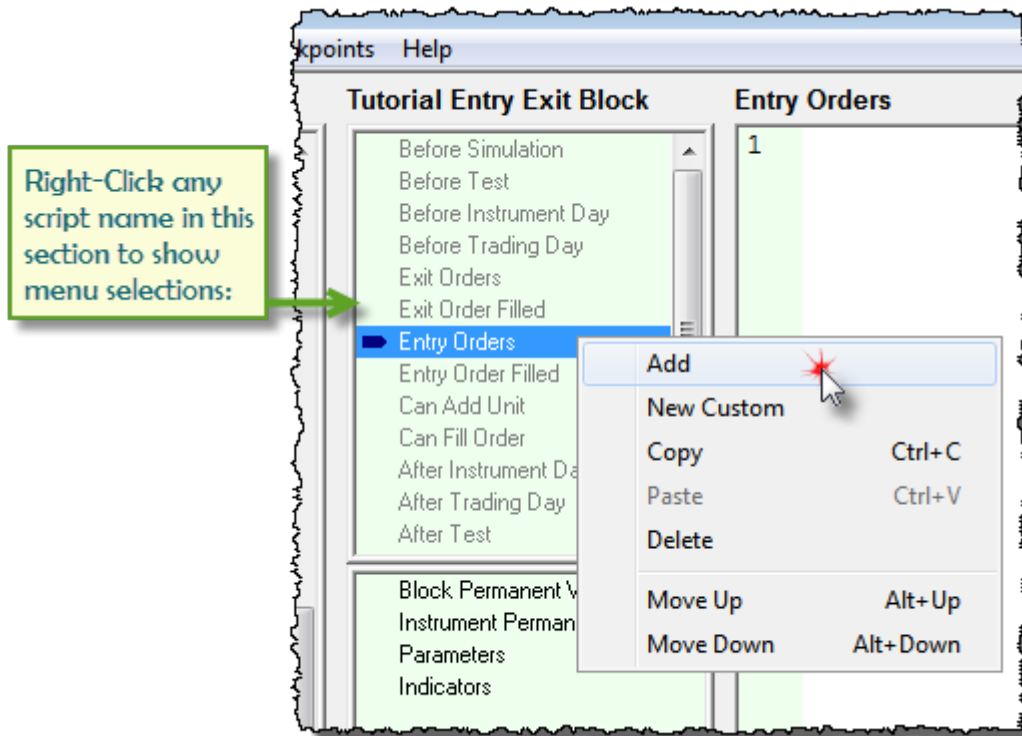 kpoints Help
Tutorial Entry Exit Block
Entry Orders
Right-Click any
script name in this
section to show
menu selections:
Before Simulation
Before Test
Before Instrument Day
Before Trading Day
Exit Orders
Exit Order Filled
Entry Orders
Entry Order Filled
Can Add Unit
Can Fill Order
After Instrument Da
After Trading Day
After Test
1
Add
New Custom
Copy Ctrl+C
Paste Ctrl+V
Delete
Move Up Alt+Up
Move Down Alt+Down
Block Permanent V
Instrument Perman
Parameters
Indicators